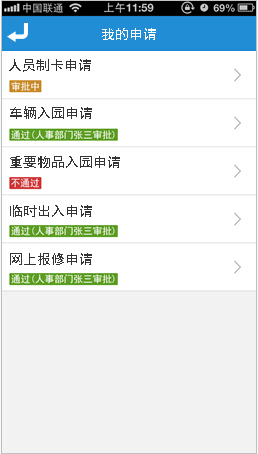 中国联通 上午11:59 69%
我的申请
人员制卡申请
审批中
车辆入园申请
通过(人事部门张三审批)
重要物品入园申请
不通过
临时出入申请
通过(人事部门张三审批)
网上报修申请
通过(人事部门张三审批)